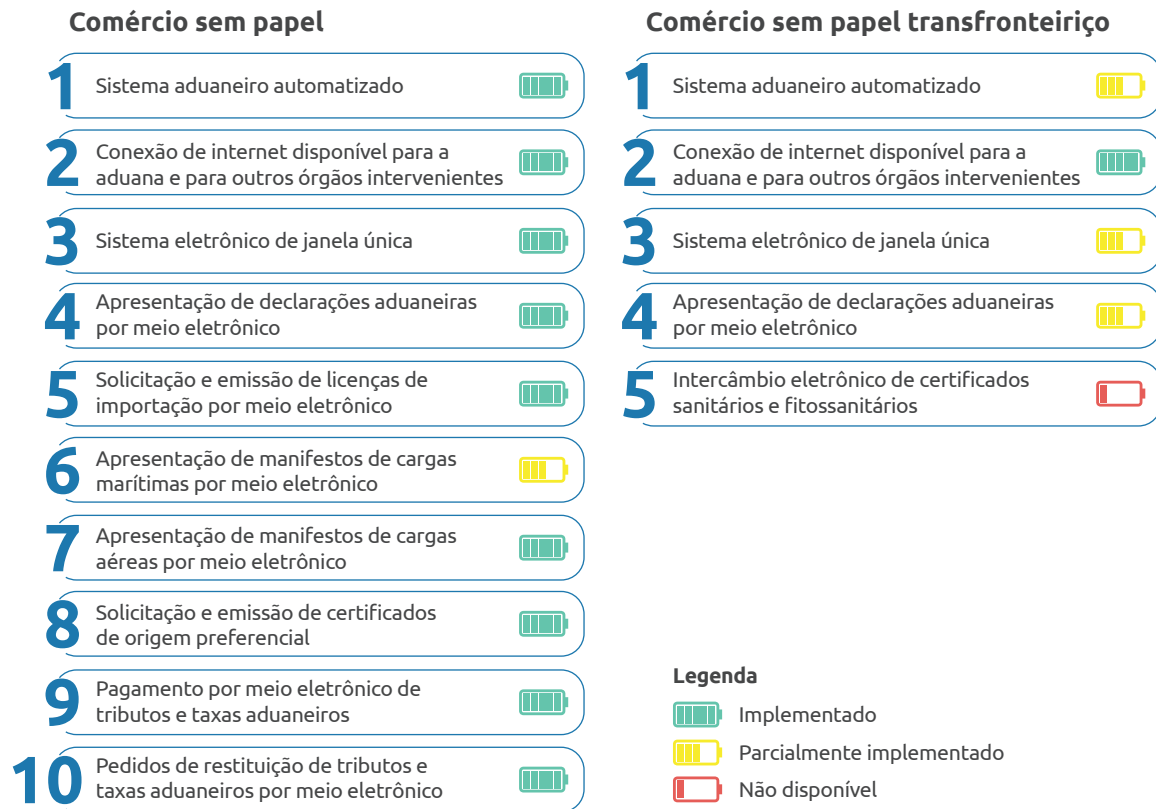 Comércio sem papel
1
Sistema aduaneiro automatizado
2
Conexão de internet disponível para a
aduana e para outros órgãos intervenientes
3
Sistema eletrônico de janela única
4
Apresentação de declarações aduaneiras
por meio eletrônico
5
Solicitação e emissão de licenças de
importação por meio eletrônico
6
Apresentação de manifestos de cargas
marítimas por meio eletrônico
7
Apresentação de manifestos de cargas
aéreas por meio eletrônico
8
Solicitação e emissão de certificados
de origem preferencial
9
Pagamento por meio eletrônico de
tributos e taxas aduaneiros
10
Pedidos de restituição de tributos e
taxas aduaneiros por meio eletrônico
Comércio sem papel transfronteiriço
1
Sistema aduaneiro automatizado
2
Conexão de internet disponível para a
aduana e para outros órgãos intervenientes
3
Sistema eletrônico de janela única
4
Apresentação de declarações aduaneiras
por meio eletrônico
5
Intercâmbio eletrônico de certificados
sanitários e fitossanitários
Legenda
Implementado
Parcialmente implementado
Não disponível